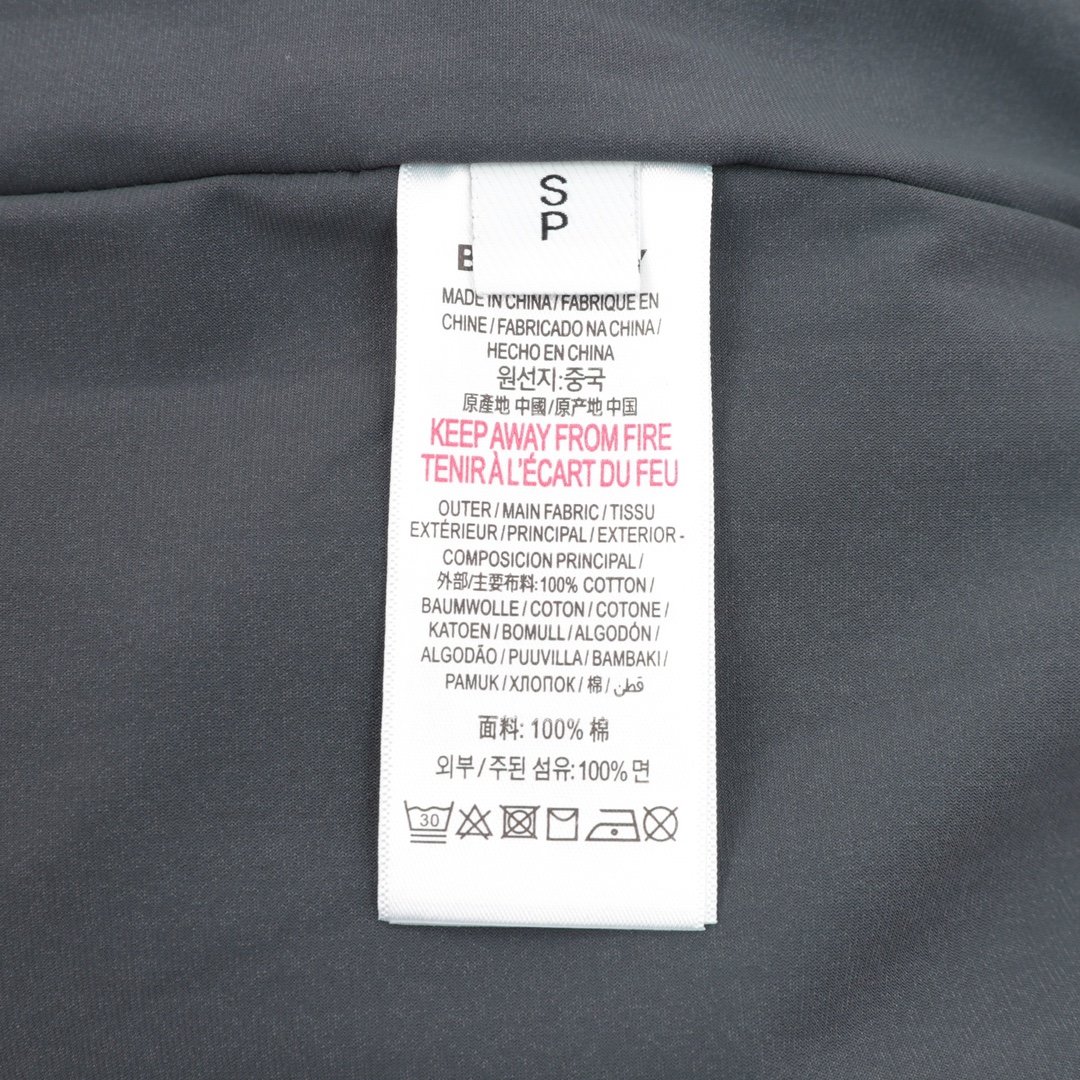 S
P
MADE IN CHINA / FABRIQUE EN
CHINE / FABRICADO NA CHINA /
HECHO EN CHINA
원선지:중국
原產地 中國/原产地 中国
KEEP AWAY FROM FIRE
TENIR À L'ÉCART DU FEU
OUTER / MAIN FABRIC / TISSU
EXTÉRIEUR / PRINCIPAL / EXTERIOR -
COMPOSICION PRINCIPAL /
外部/主要布料:100% COTTON /
BAUMWOLLE / COTON / COTONE /
KATOEN / BOMULL / ALGODÓN /
ALGODÃO / PUUVILLA / BAMBAKI /
PAMUK / ХЛОПОК / 棉 / قطن
面料: 100% 棉
외부 / 주된 섬유: 100% 면
30